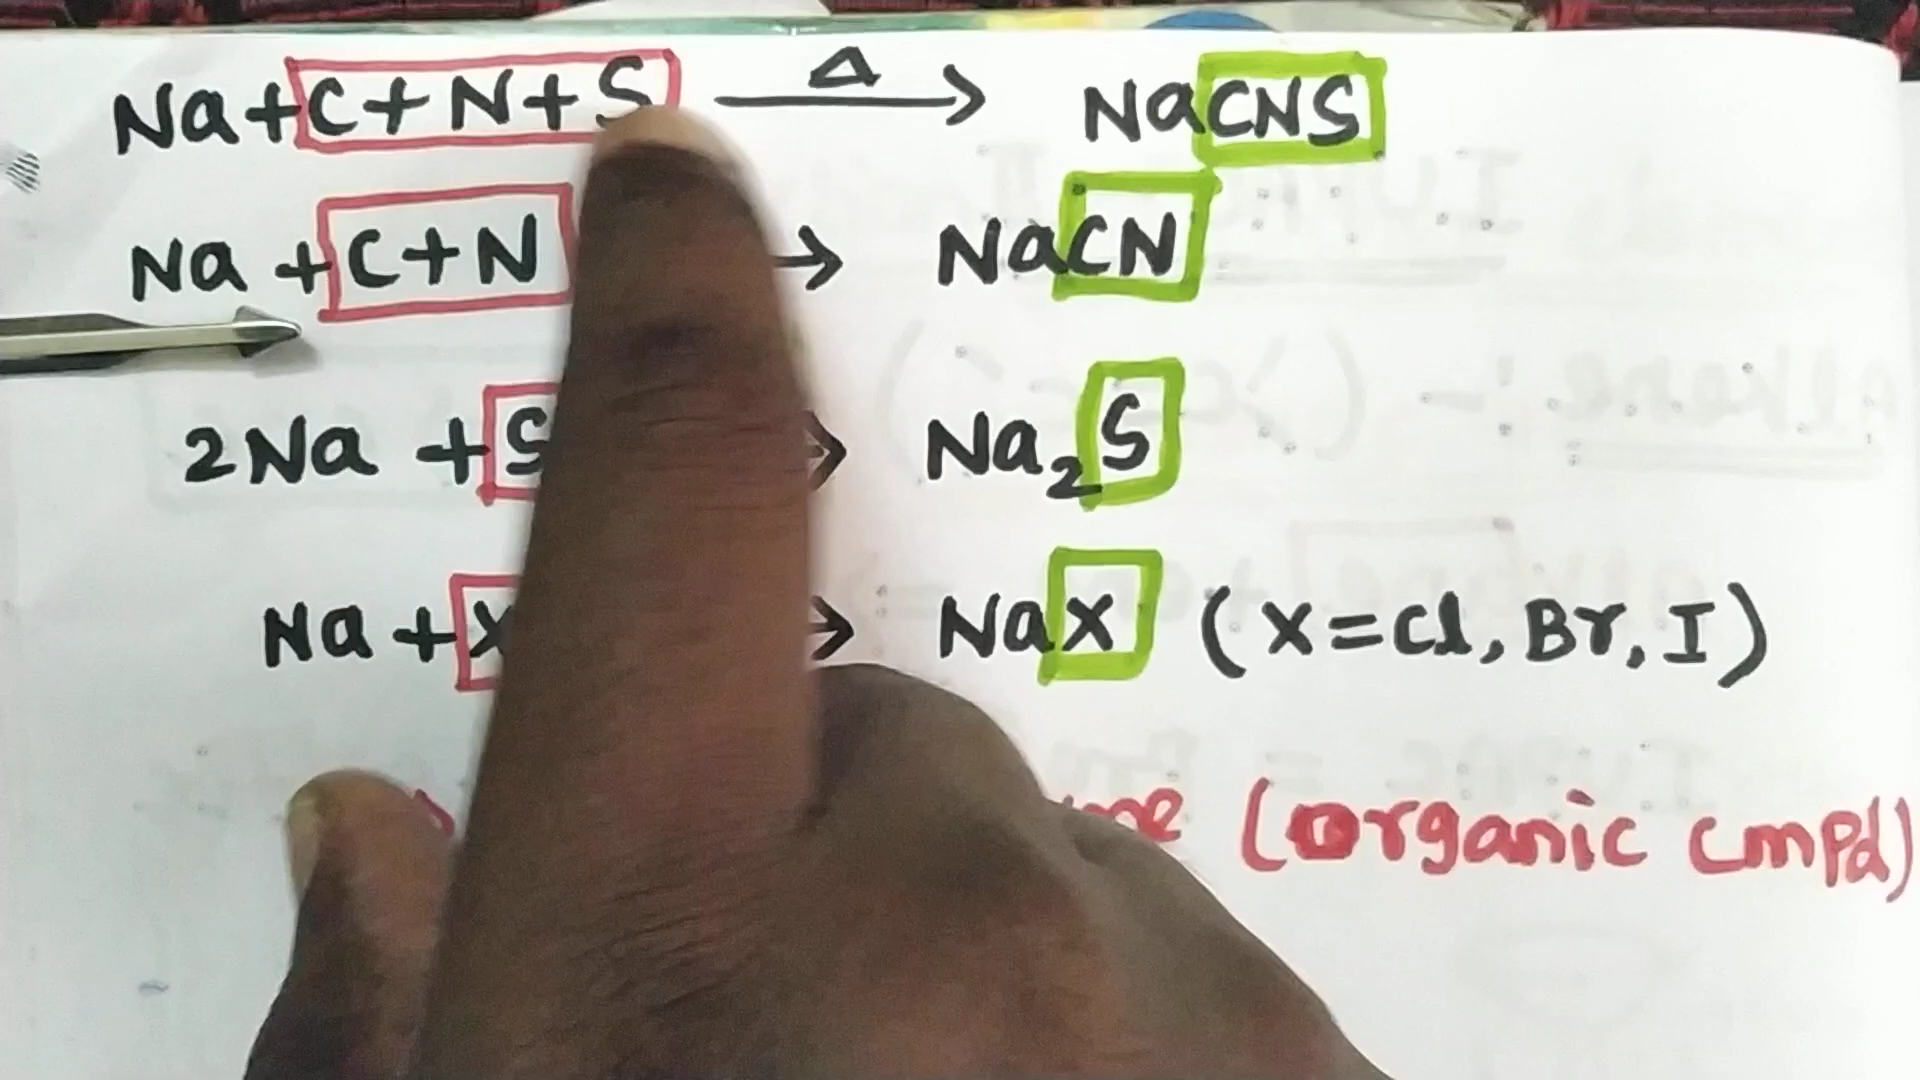 Na+C+N+S Δ→ NaCNS
Na+C+N → NaCN
2Na+S → Na₂S
Na+X → NaX (X=Cl, Br, I)
(organic cmpd)